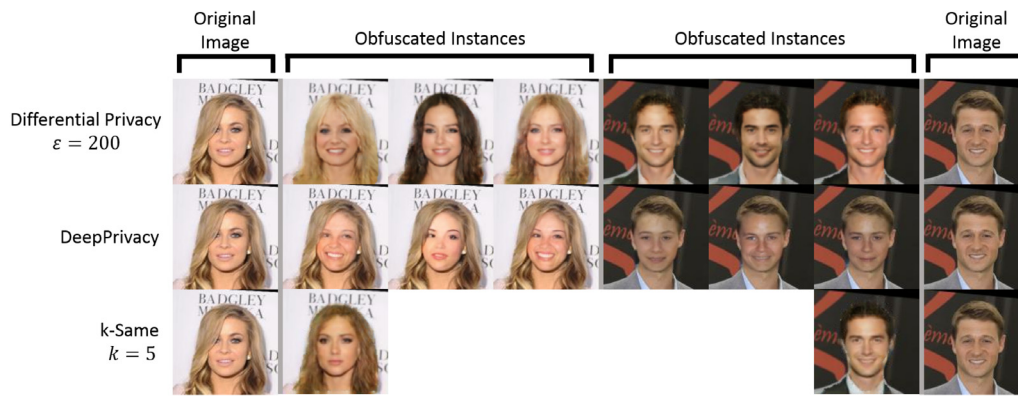 Original
Image
Obfuscated Instances
Obfuscated Instances
Original
Image
Differential Privacy
ε = 200
BADGLEY
BADGLEY
BADGLEY
BADGLEY
DeepPrivacy
BADGLEY
BADGLEY
BADGLEY
BADGLEY
k-Same
k = 5
BADGLEY
BADGLEY